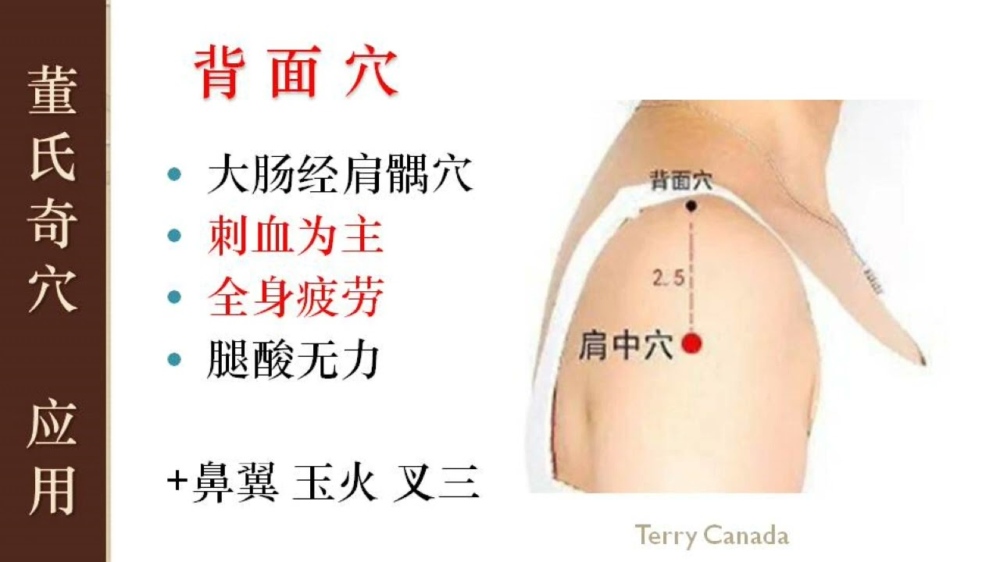 董氏奇穴 应用
背面穴
大肠经肩髃穴
刺血为主
全身疲劳
腿酸无力
+鼻翼 玉火 叉三
背面穴
2.5
肩中穴
Terry Canada